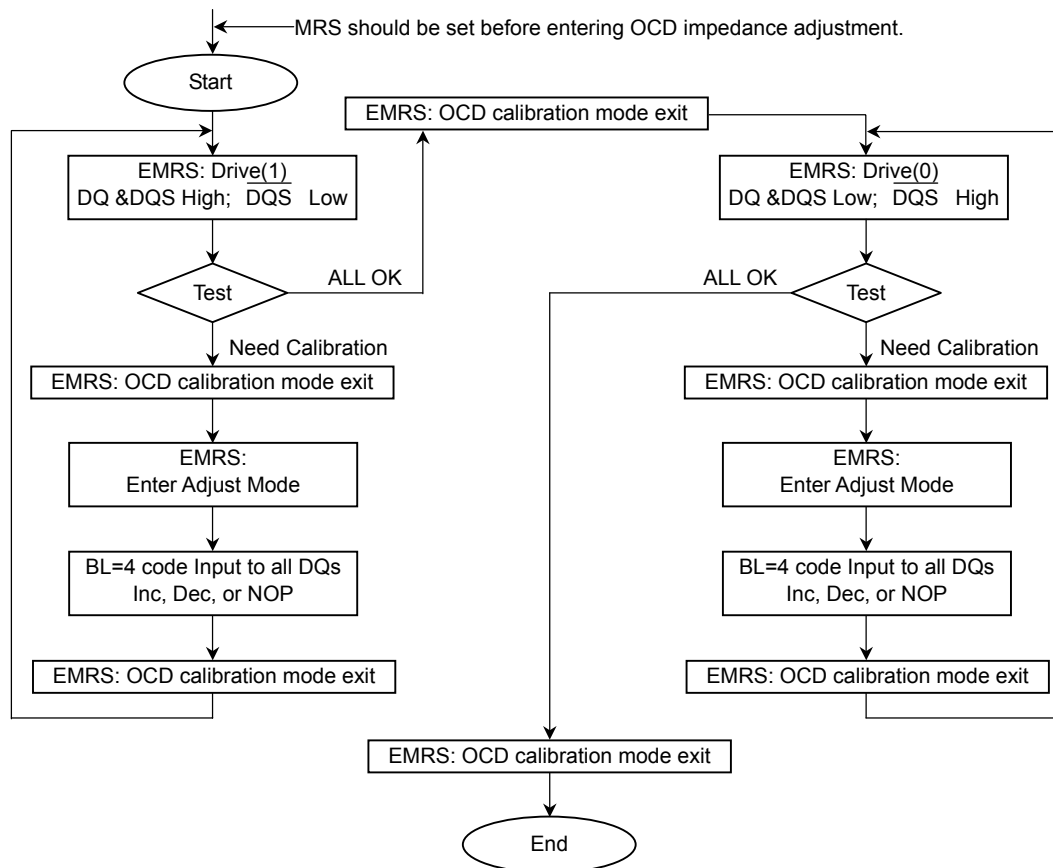 MRS should be set before entering OCD impedance adjustment.
Start
EMRS: OCD calibration mode exit
EMRS: Drive(1)
DQ &DQS High; D̅Q̅S̅ Low
Test
ALL OK
Need Calibration
EMRS: OCD calibration mode exit
EMRS:
Enter Adjust Mode
BL=4 code Input to all DQs
Inc, Dec, or NOP
EMRS: OCD calibration mode exit
EMRS: Drive(0)
DQ &DQS Low; D̅Q̅S̅ High
Test
ALL OK
Need Calibration
EMRS: OCD calibration mode exit
EMRS:
Enter Adjust Mode
BL=4 code Input to all DQs
Inc, Dec, or NOP
EMRS: OCD calibration mode exit
EMRS: OCD calibration mode exit
End